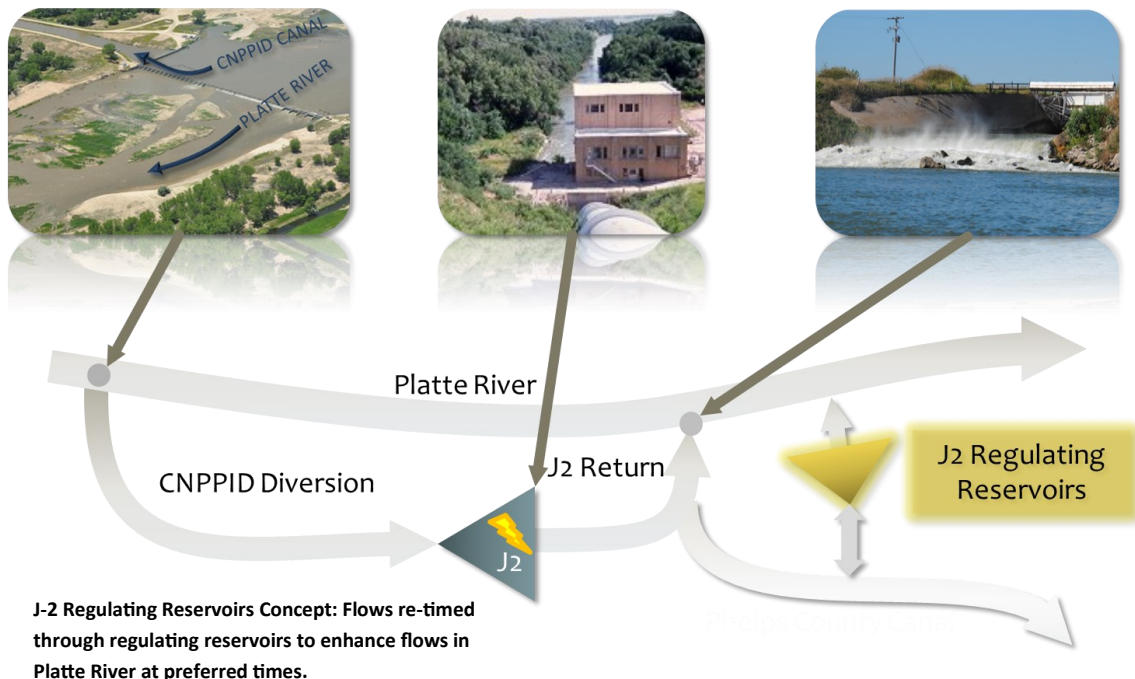 CNPPID CANAL
PLATTE RIVER
Platte River
CNPPID Diversion
J2 Return
J2
J2 Regulating
Reservoirs
Phelps County Canal
J-2 Regulating Reservoirs Concept: Flows re-timed
through regulating reservoirs to enhance flows in
Platte River at preferred times.